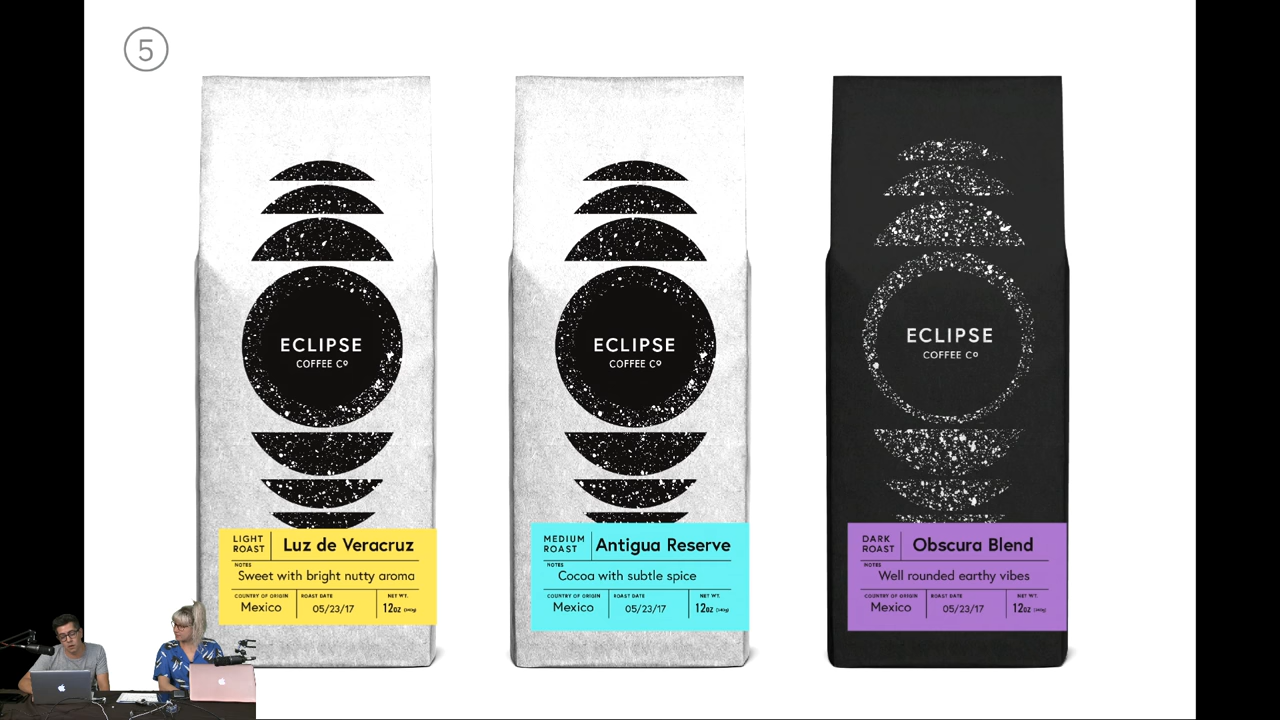 5
ECLIPSE
COFFEE Cº
LIGHT
ROAST
Luz de Veracruz
NOTES
Sweet with bright nutty aroma
COUNTRY OF ORIGIN
Mexico
ROAST DATE
05/23/17
NET WT.
12oz (340g)
ECLIPSE
COFFEE Cº
MEDIUM
ROAST
Antigua Reserve
NOTES
Cocoa with subtle spice
COUNTRY OF ORIGIN
Mexico
ROAST DATE
05/23/17
NET WT.
12oz (340g)
ECLIPSE
COFFEE Cº
DARK
ROAST
Obscura Blend
NOTES
Well rounded earthy vibes
COUNTRY OF ORIGIN
Mexico
ROAST DATE
05/23/17
NET WT.
12oz (340g)